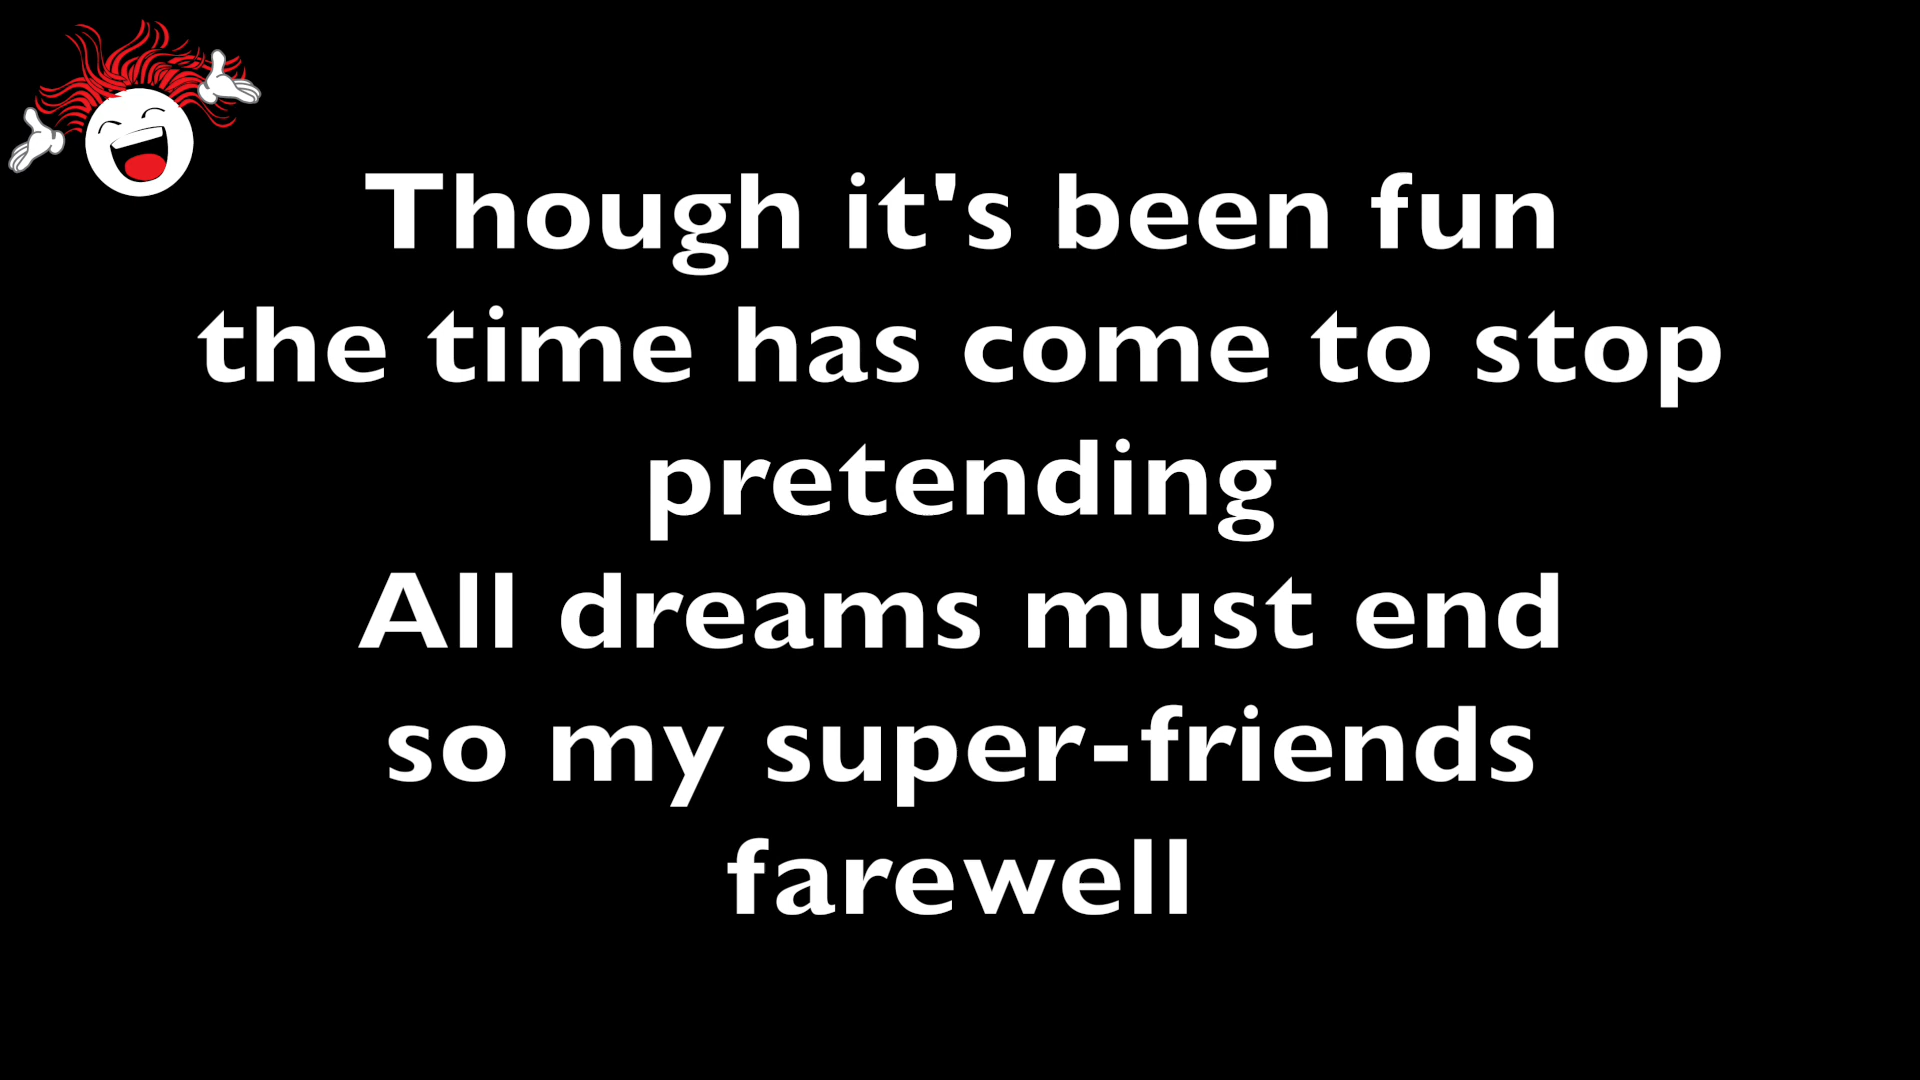 Though it's been fun
the time has come to stop
pretending
All dreams must end
so my super-friends
farewell